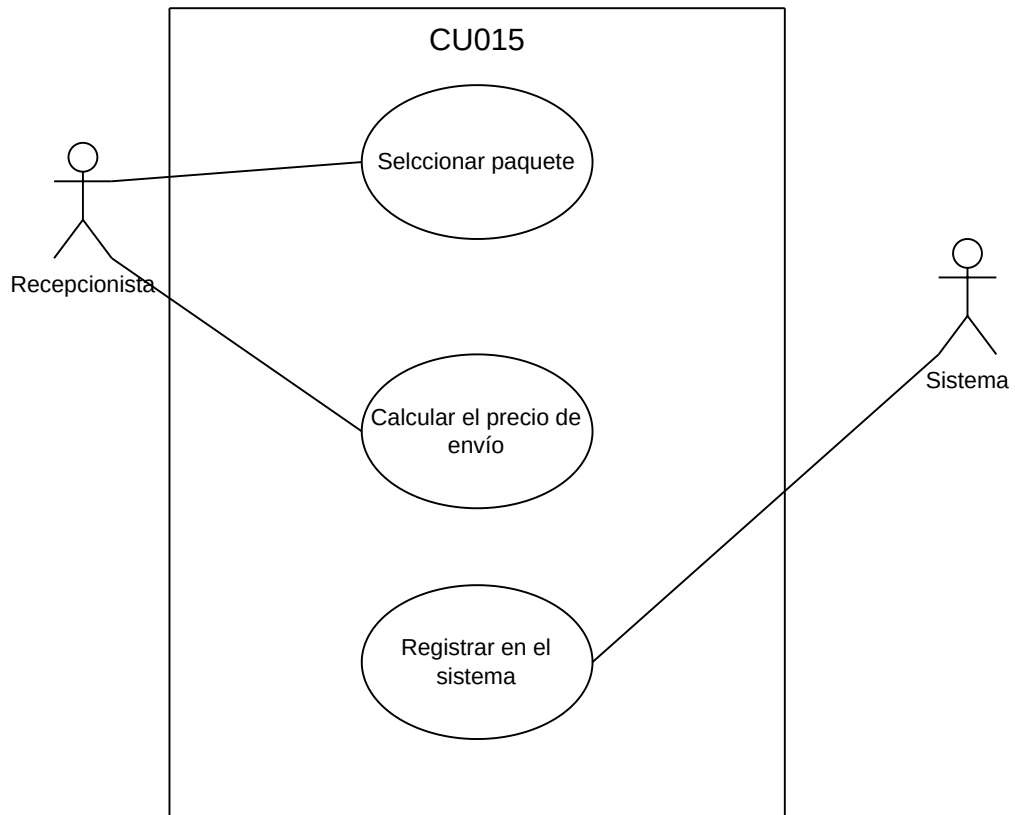 CU015
Selccionar paquete
Recepcionista
Sistema
Calcular el precio de
envío
Registrar en el
sistema